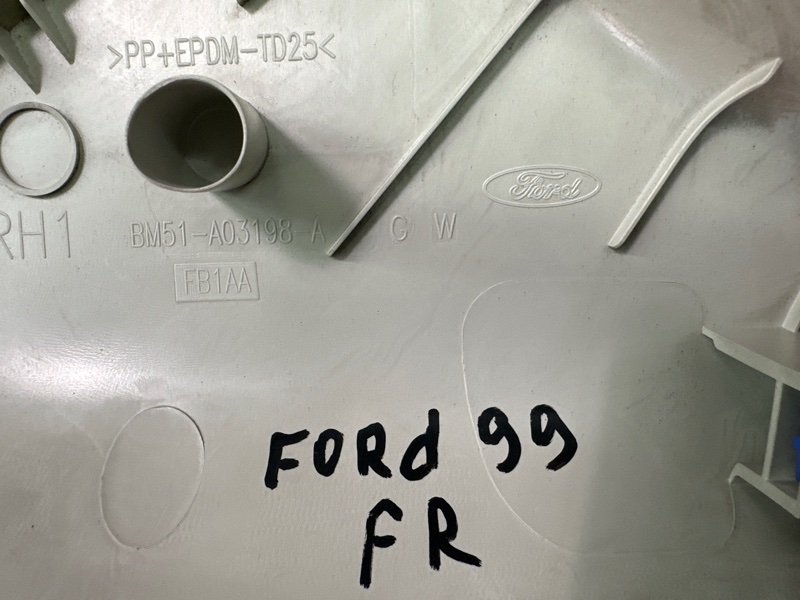 >PP+EPDM-TD25<
Ford
RH1 BM51-A03198-A G W
FB1AA
FORd 99
FR